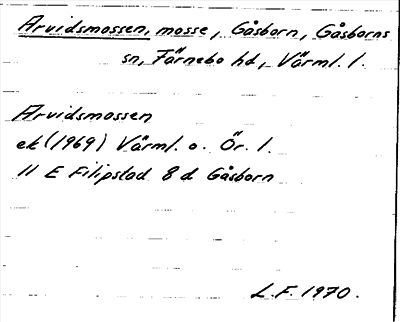 Arvidsmossen, mosse, Gåsborn, Gåsborns
sn, Färnebo hd, Värml. l.
Arvidsmossen
ek (1969) Värml. o. Ör. l.
11 E Filipstad 8 d Gåsborn
L.F. 1970.